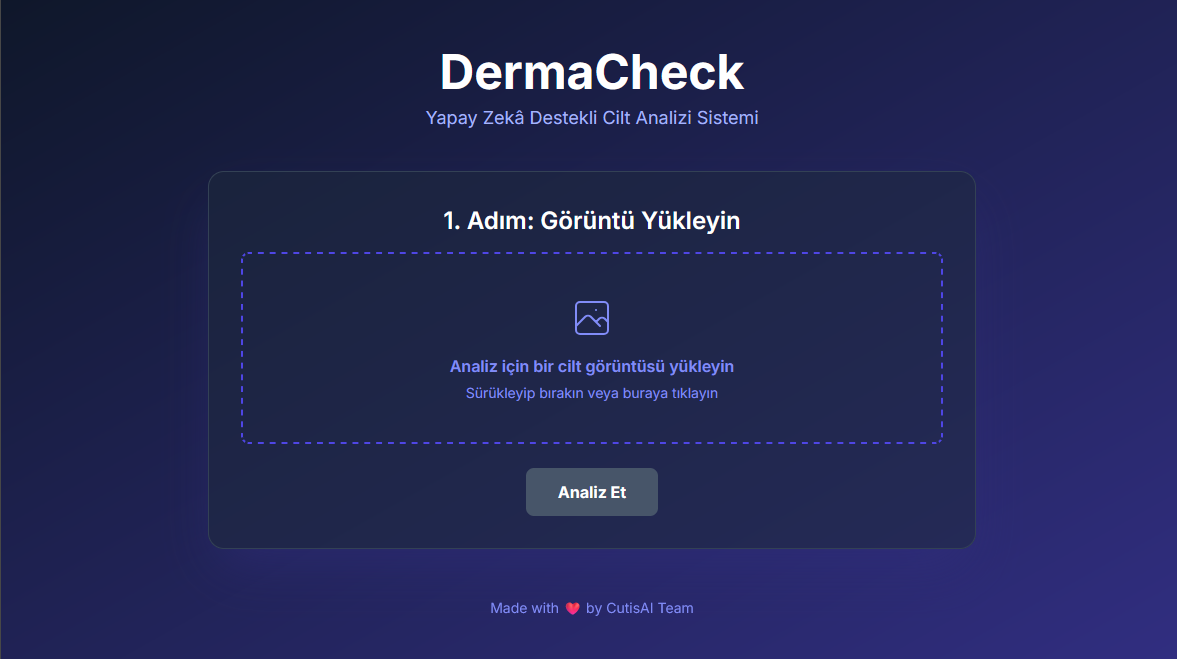 DermaCheck
Yapay Zekâ Destekli Cilt Analizi Sistemi
1. Adım: Görüntü Yükleyin
Analiz için bir cilt görüntüsü yükleyin
Sürükleyip bırakın veya buraya tıklayın
Analiz Et
Made with ❤️ by CutisAI Team